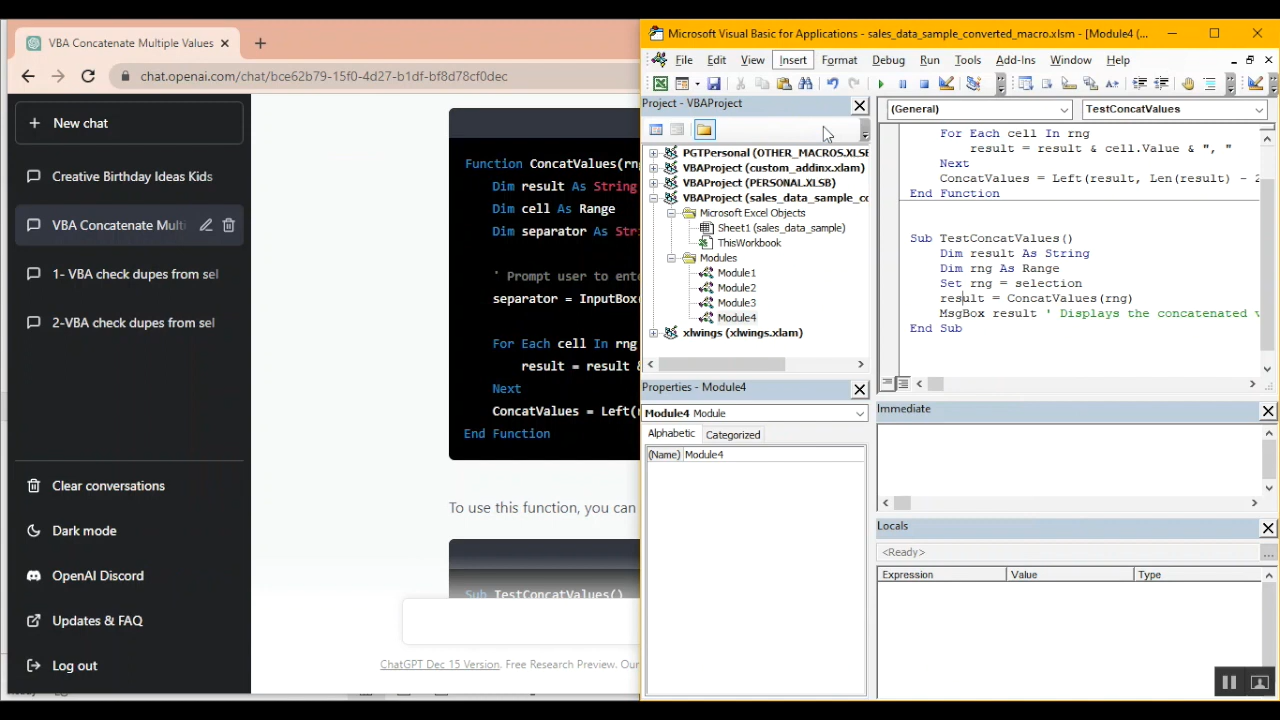 VBA Concatenate Multiple Values
chat.openai.com/chat/bce62b79-15f0-4d27-b1df-bf8d78cf0dec
New chat
Creative Birthday Ideas Kids
VBA Concatenate Multi
1- VBA check dupes from sel
2-VBA check dupes from sel
Clear conversations
Dark mode
OpenAI Discord
Updates & FAQ
Log out
Function ConcatValues(rn
Dim result As String
Dim cell As Range
Dim separator As Str
' Prompt user to ente
separator = InputBox(
For Each cell In rn
result = result &
Next
ConcatValues = Left(
End Function
To use this function, you can
Sub TestConcatValues()
ChatGPT Dec 15 Version. Free Research Preview. Our
Microsoft Visual Basic for Applications - sales_data_sample_converted_macro.xlsm - [Module4 (...
File Edit View Insert Format Debug Run Tools Add-Ins Window Help
Project - VBAProject
PGTPersonal (OTHER_MACROS.XLSB
VBAProject (custom_addinx.xlam)
VBAProject (PERSONAL.XLSB)
VBAProject (sales_data_sample_co
Microsoft Excel Objects
Sheet1 (sales_data_sample)
ThisWorkbook
Modules
Module1
Module2
Module3
Module4
xlwings (xlwings.xlam)
Properties - Module4
Module4 Module
Alphabetic Categorized
(Name) Module4
(General) TestConcatValues
For Each cell In rng
result = result & cell.Value & ", "
Next
ConcatValues = Left(result, Len(result) - 2
End Function
Sub TestConcatValues()
Dim result As String
Dim rng As Range
Set rng = selection
result = ConcatValues(rng)
MsgBox result ' Displays the concatenated v
End Sub
Immediate
Locals
<Ready>
Expression Value Type